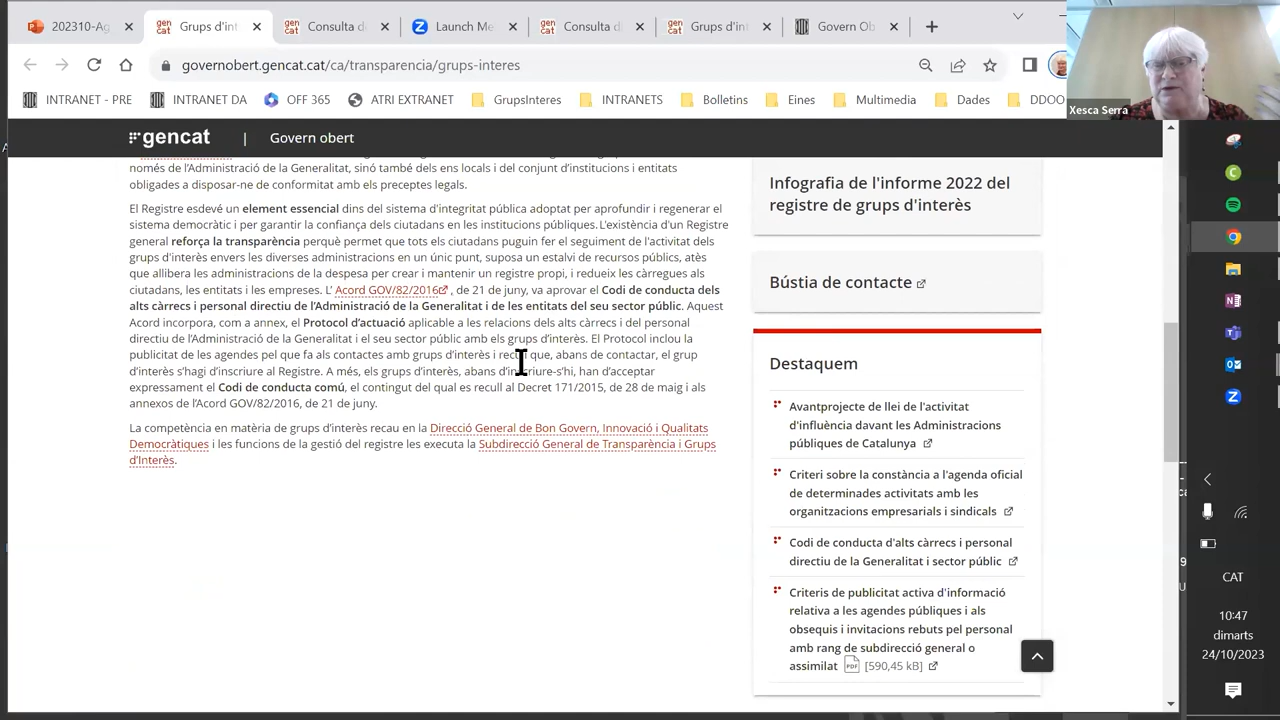 202310-Ag
Grups d'int
Consulta d
Launch Me
Consulta d
Grups d'in
Govern Ob
governobert.gencat.cat/ca/transparencia/grups-interes
INTRANET - PRE
INTRANET DA
OFF 365
ATRI EXTRANET
GrupsInteres
INTRANETS
Bolletins
Eines
Multimedia
Dades
DDOO
Xesca Serra
gencat | Govern obert
només de l'Administració de la Generalitat, sinó també dels ens locals i del conjunt d'institucions i entitats
obligades a disposar-ne de conformitat amb els preceptes legals.
El Registre esdevé un element essencial dins del sistema d'integritat pública adoptat per aprofundir i regenerar el
sistema democràtic i per garantir la confiança dels ciutadans en les institucions públiques. L'existència d'un Registre
general reforça la transparència perquè permet que tots els ciutadans puguin fer el seguiment de l'activitat dels
grups d'interès envers les diverses administracions en un únic punt, suposa un estalvi de recursos públics, atès
que allibera les administracions de la despesa per crear i mantenir un registre propi, i redueix les càrregues als
ciutadans, les entitats i les empreses. L' Acord GOV/82/2016 , de 21 de juny, va aprovar el Codi de conducta dels
alts càrrecs i personal directiu de l'Administració de la Generalitat i de les entitats del seu sector públic. Aquest
Acord incorpora, com a annex, el Protocol d'actuació aplicable a les relacions dels alts càrrecs i del personal
directiu de l'Administració de la Generalitat i el seu sector públic amb els grups d'interès. El Protocol inclou la
publicitat de les agendes pel que fa als contactes amb grups d'interès i que, abans de contactar, el grup
d'interès s'hagi d'inscriure al Registre. A més, els grups d'interès, abans d'inscriure-s'hi, han d'acceptar
expressament el Codi de conducta comú, el contingut del qual es recull al Decret 171/2015, de 28 de maig i als
annexos de l'Acord GOV/82/2016, de 21 de juny.
La competència en matèria de grups d'interès recau en la Direcció General de Bon Govern, Innovació i Qualitats
Democràtiques i les funcions de la gestió del registre les executa la Subdirecció General de Transparència i Grups
d'Interès.
Infografia de l'informe 2022 del
registre de grups d'interès
Bústia de contacte
Destaquem
Avantprojecte de llei de l'activitat
d'influència davant les Administracions
públiques de Catalunya
Criteri sobre la constància a l'agenda oficial
de determinades activitats amb les
organitzacions empresarials i sindicals
Codi de conducta d'alts càrrecs i personal
directiu de la Generalitat i sector públic
Criteris de publicitat activa d'informació
relativa a les agendes públiques i als
obsequis i invitacions rebuts pel personal
amb rang de subdirecció general o
assimilat PDF [590,45 kB]
CAT
10:47
dimarts
24/10/2023